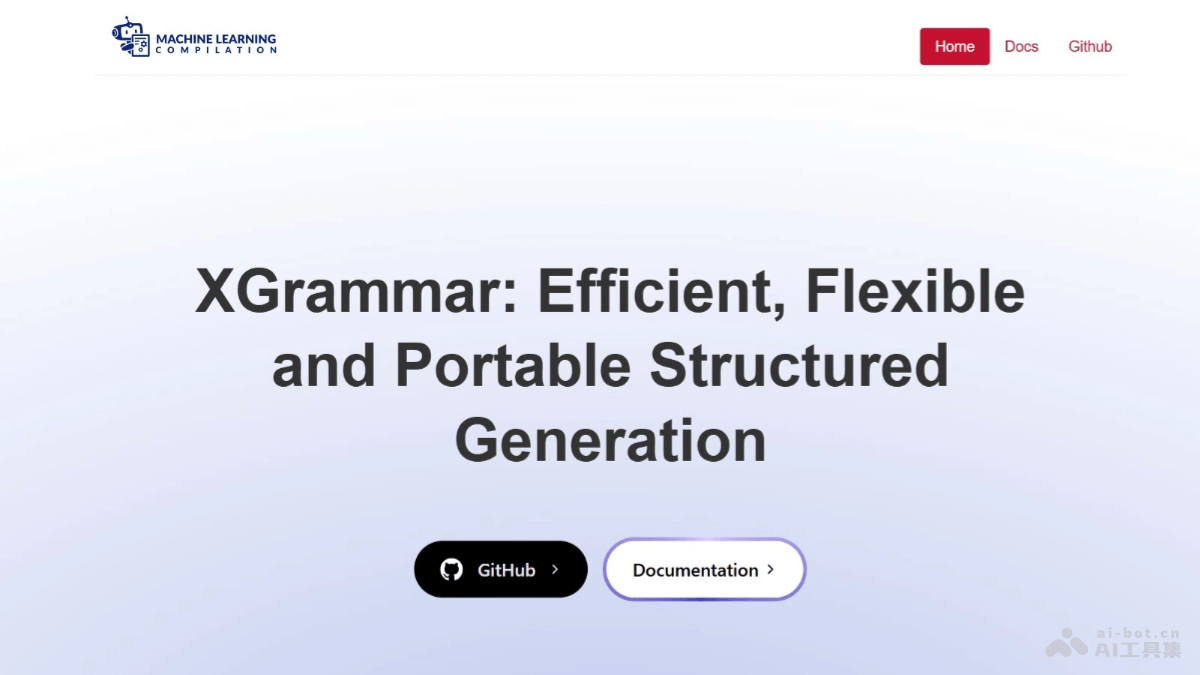 MACHINE LEARNING
COMPILATION
Home
Docs
Github
XGrammar: Efficient, Flexible
and Portable Structured
Generation
GitHub
Documentation
ai-bot.cn
AI工具集